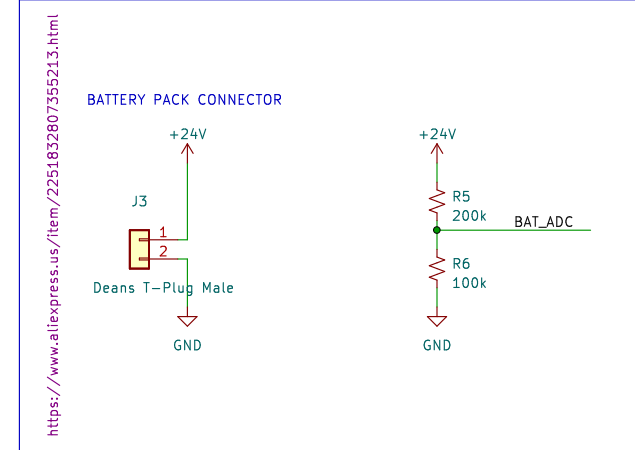 https://www.aliexpress.us/item/2251832807355213.html
BATTERY PACK CONNECTOR
+24V
J3
1
2
Deans T-Plug Male
GND
+24V
R5
200k
BAT_ADC
R6
100k
GND